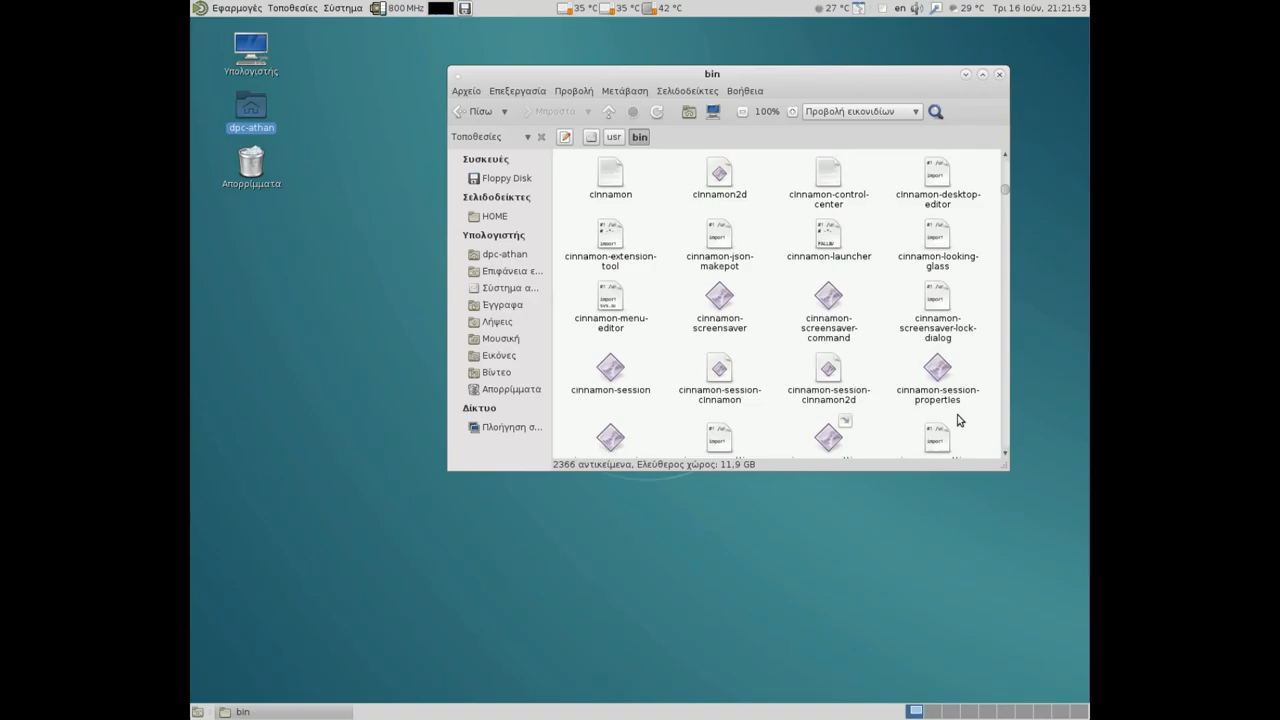 Εφαρμογές Τοποθεσίες Σύστημα 800 MHz 35 °C 35 °C 42 °C 27 °C en 29 °C Τρι 16 Ιούν, 21:21:53
Υπολογιστής
dpc-athan
Απορρίμματα
bin
Αρχείο Επεξεργασία Προβολή Μετάβαση Σελιδοδείκτες Βοήθεια
Πίσω Μπροστά 100% Προβολή εικονιδίων
Τοποθεσίες usr bin
Συσκευές
Floppy Disk
Σελιδοδείκτες
HOME
Υπολογιστής
dpc-athan
Επιφάνεια ε...
Σύστημα α...
Έγγραφα
Λήψεις
Μουσική
Εικόνες
Βίντεο
Απορρίμματα
Δίκτυο
Πλοήγηση σ...
cinnamon
cinnamon2d
cinnamon-control-
center
cinnamon-desktop-
editor
cinnamon-extension-
tool
cinnamon-json-
makepot
cinnamon-launcher
cinnamon-looking-
glass
cinnamon-menu-
editor
cinnamon-
screensaver
cinnamon-
screensaver-
command
cinnamon-
screensaver-lock-
dialog
cinnamon-session
cinnamon-session-
cinnamon
cinnamon-session-
cinnamon2d
cinnamon-session-
properties
2366 αντικείμενα, Ελεύθερος χώρος: 11,9 GB
bin